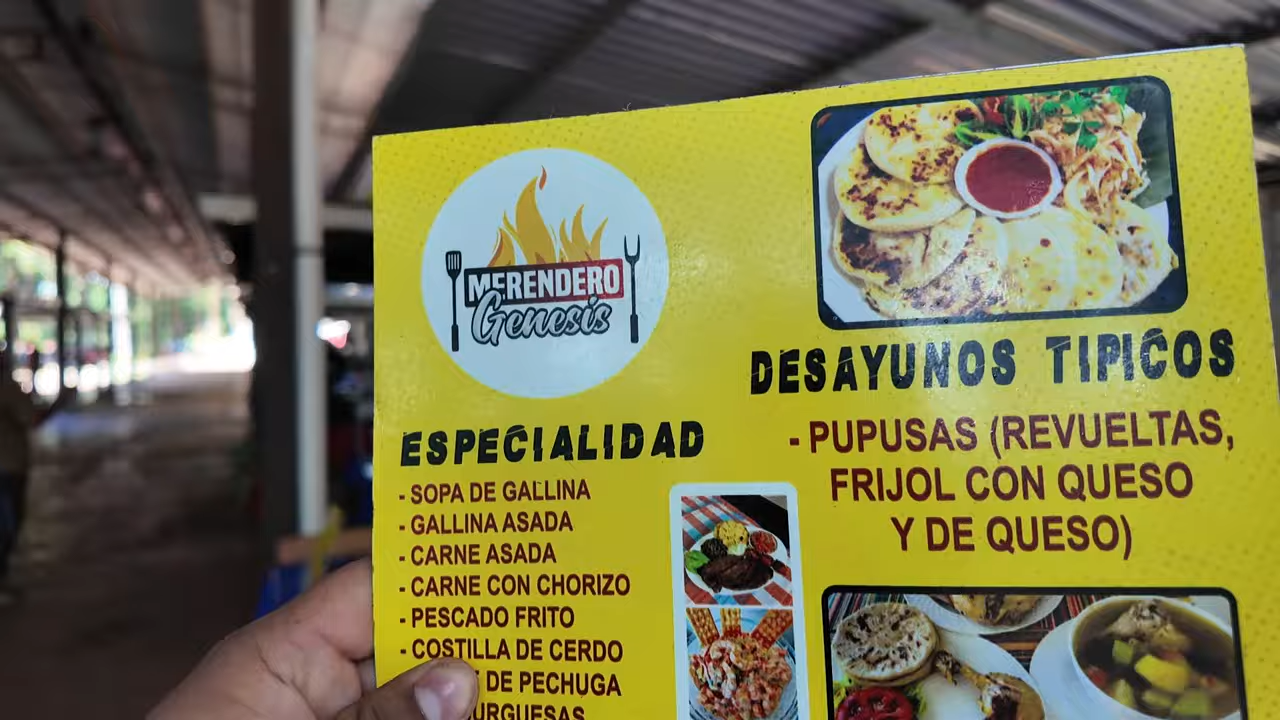 MERENDERO
Genesis
ESPECIALIDAD
- SOPA DE GALLINA
- GALLINA ASADA
- CARNE ASADA
- CARNE CON CHORIZO
- PESCADO FRITO
- COSTILLA DE CERDO
DE PECHUGA
DESAYUNOS TIPICOS
- PUPUSAS (REVUELTAS,
FRIJOL CON QUESO
Y DE QUESO)